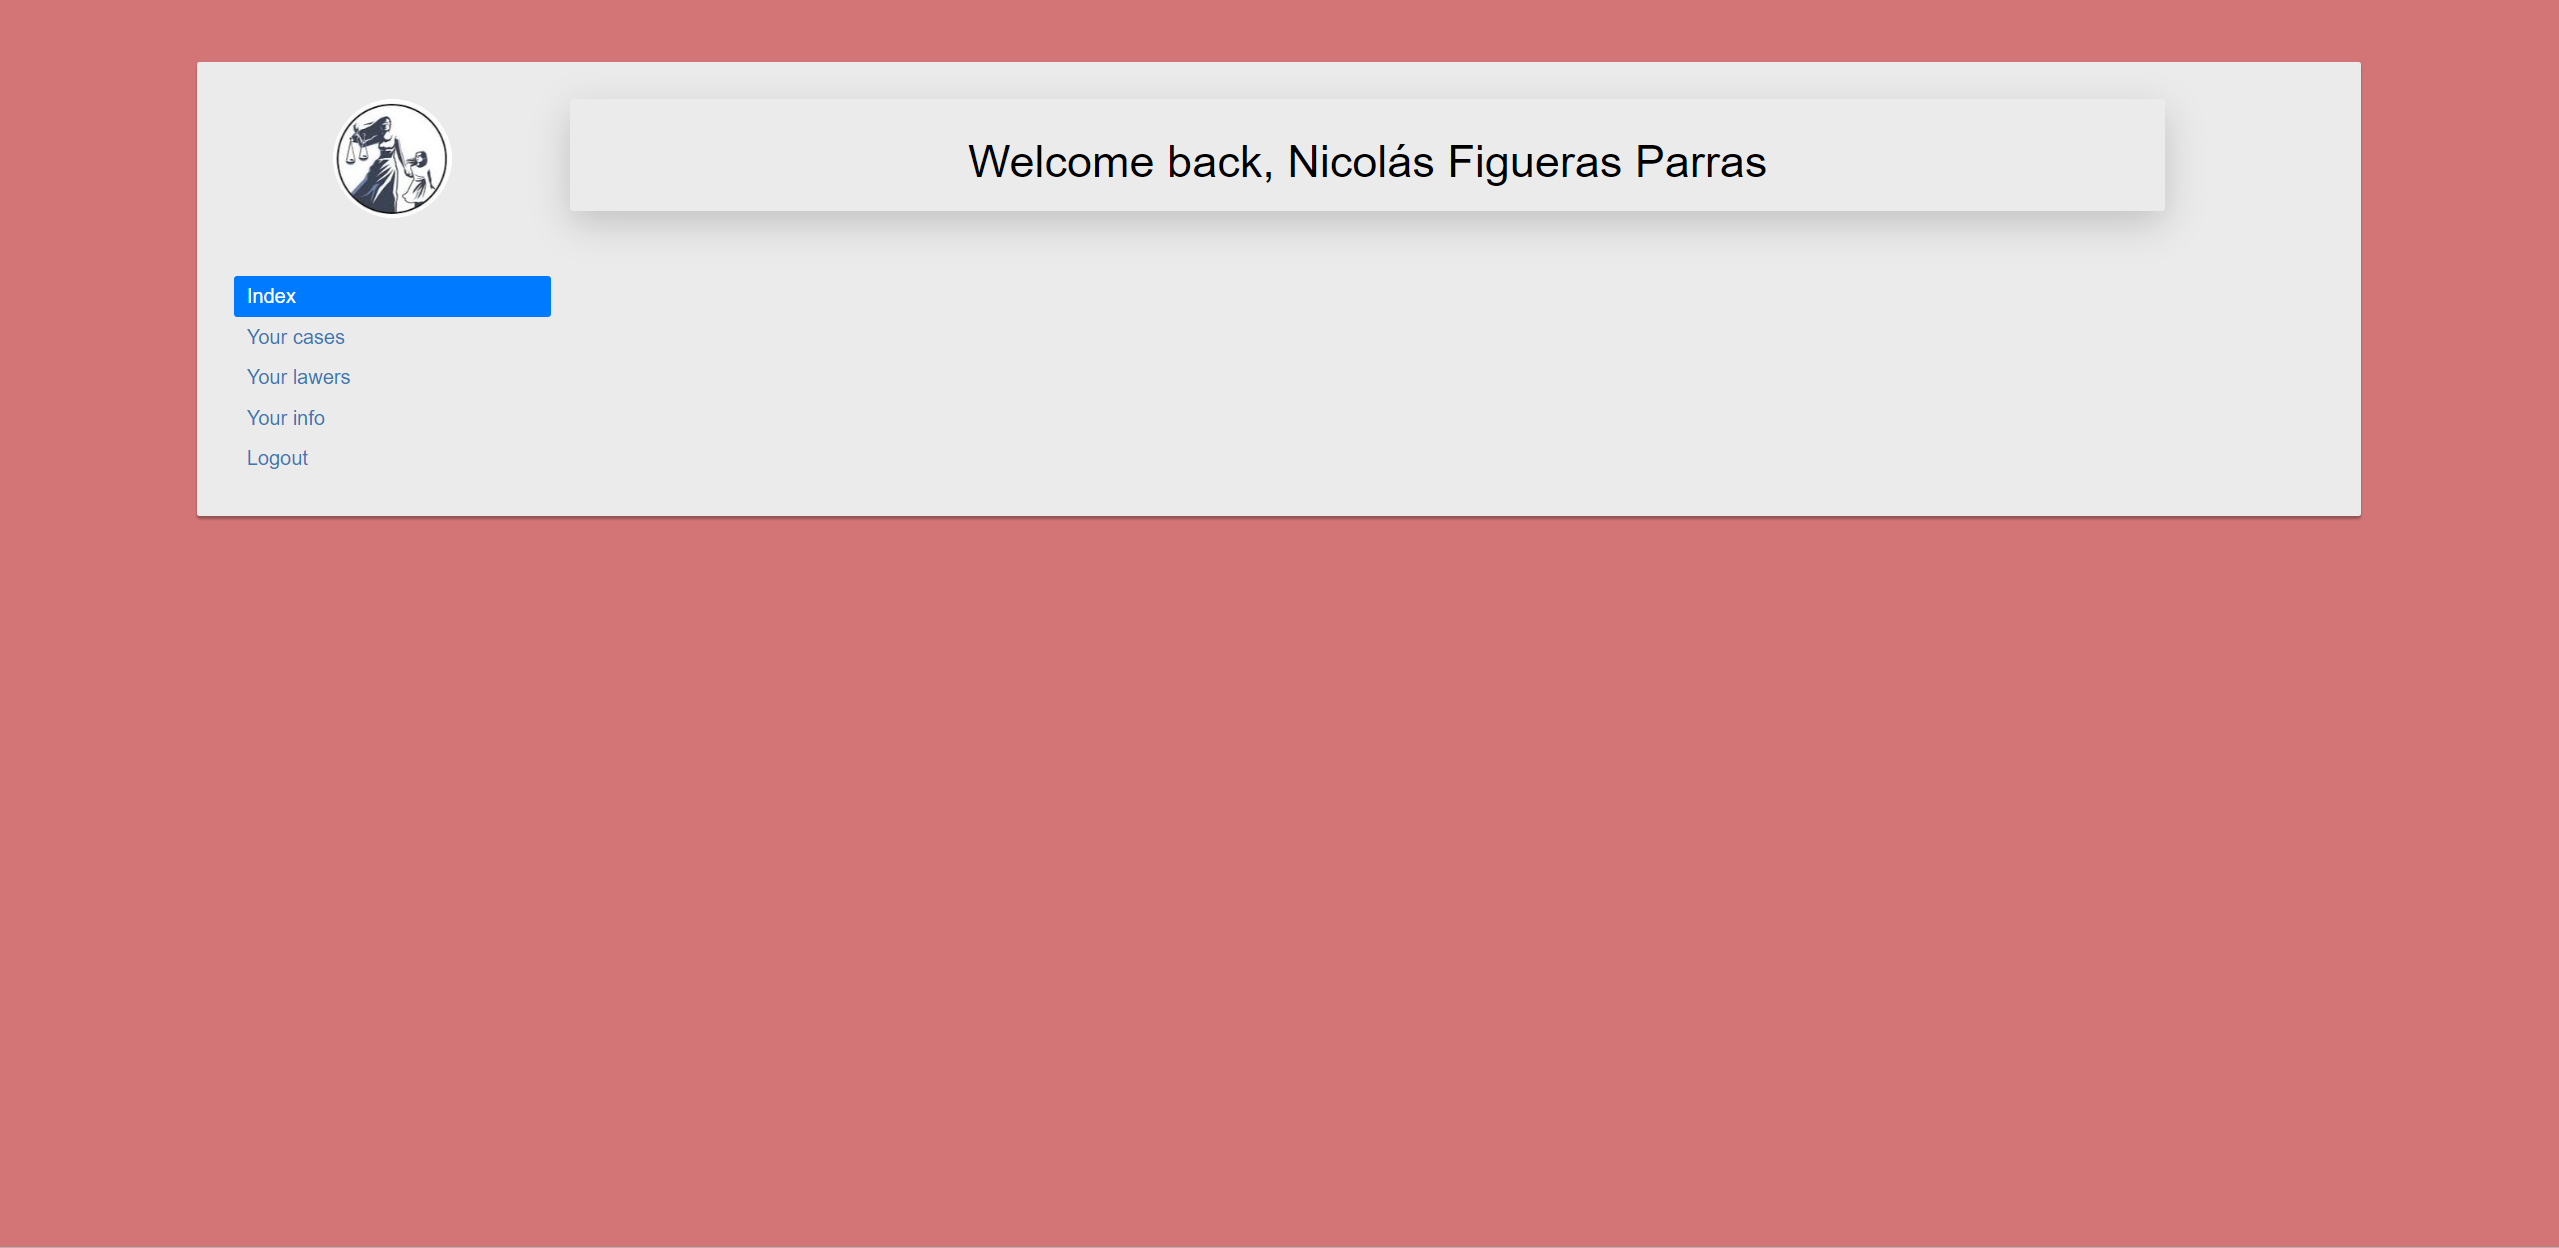 Welcome back, Nicolás Figueras Parras
Index
Your cases
Your lawers
Your info
Logout